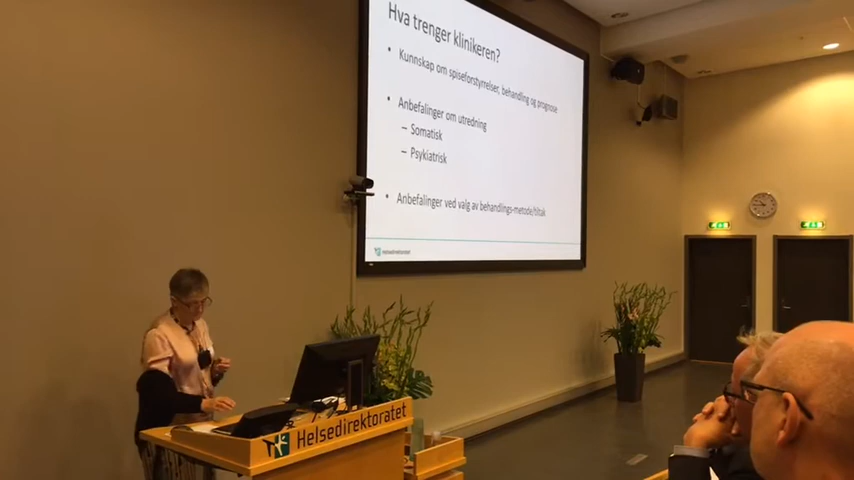 Hva trenger klinikeren?
• Kunnskap om spiseforstyrrelser, behandling og prognose
• Anbefalinger om utredning
– Somatisk
– Psykiatrisk
• Anbefalinger ved valg av behandlings-metode/tiltak
Helsedirektoratet
Helsedirektoratet